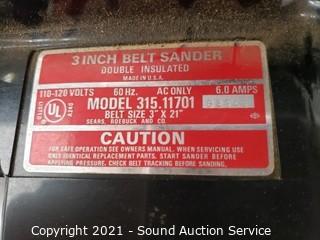 3 INCH BELT SANDER
DOUBLE INSULATED
MADE IN U.S.A.
110-120 VOLTS 60 Hz. AC ONLY 6.0 AMPS
LISTED UL
MODEL 315.11701
BELT SIZE 3" X 21"
SEARS, ROEBUCK AND CO.
CAUTION
FOR SAFE OPERATION SEE OWNERS MANUAL. WHEN SERVICING USE
ONLY IDENTICAL REPLACEMENT PARTS. START SANDER BEFORE
APPLYING PRESSURE. CHECK BELT TRACKING BEFORE SANDING.
Copyright © 2021 - Sound Auction Service